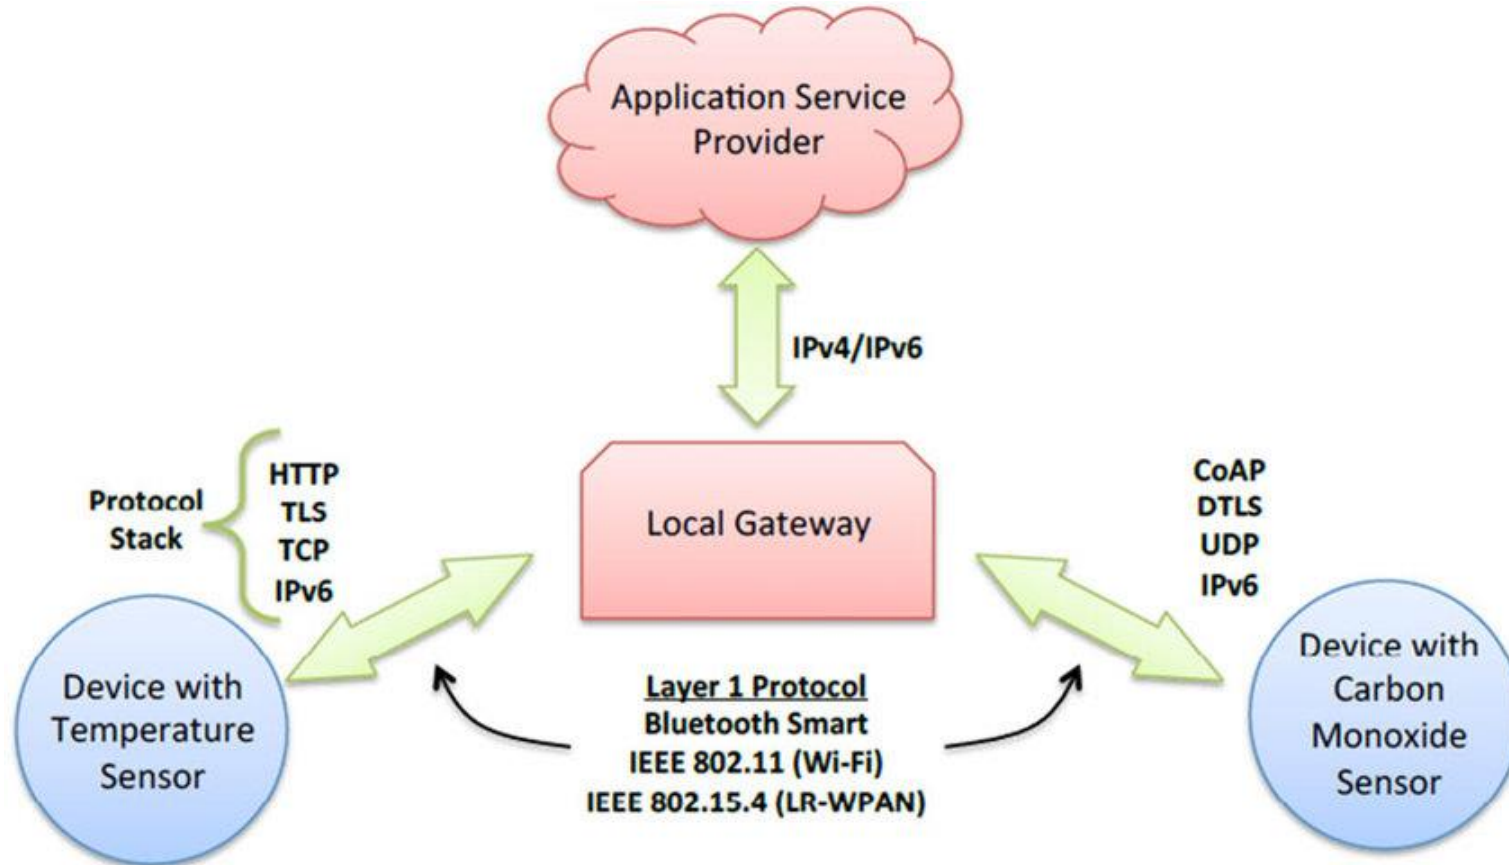 Application Service
Provider
IPv4/IPv6
Protocol
Stack
HTTP
TLS
TCP
IPv6
Local Gateway
CoAP
DTLS
UDP
IPv6
Device with
Temperature
Sensor
Layer 1 Protocol
Bluetooth Smart
IEEE 802.11 (Wi-Fi)
IEEE 802.15.4 (LR-WPAN)
Device with
Carbon
Monoxide
Sensor